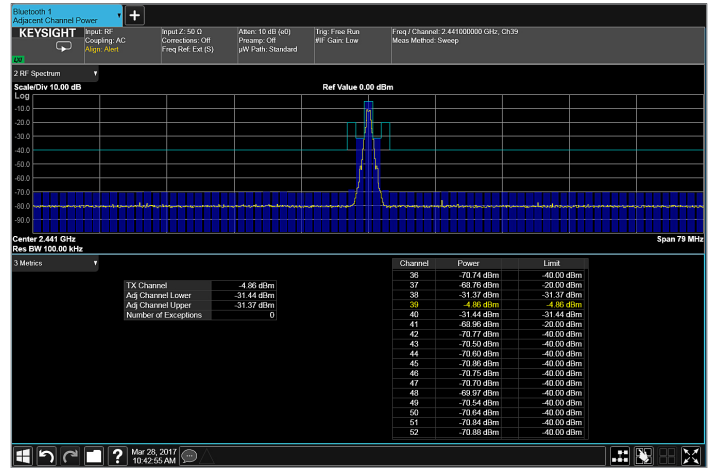 Bluetooth 1
Adjacent Channel Power
KEYSIGHT
Input: RF
Coupling: AC
Align: Alert
Input Z: 50 Ω
Corrections: Off
Freq Ref: Ext (S)
Atten: 10 dB (e0)
Preamp: Off
µW Path: Standard
Trig: Free Run
#IF Gain: Low
Freq / Channel: 2.441000000 GHz, Ch39
Meas Method: Sweep
2 RF Spectrum
Scale/Div 10.00 dB
Ref Value 0.00 dBm
Log
-10.0
-20.0
-30.0
-40.0
-50.0
-60.0
-70.0
-80.0
-90.0
Center 2.441 GHz
Span 79 MHz
Res BW 100.00 kHz
3 Metrics
TX Channel -4.86 dBm
Adj Channel Lower -31.44 dBm
Adj Channel Upper -31.37 dBm
Number of Exceptions 0
Channel Power Limit
36 -70.74 dBm -40.00 dBm
37 -68.76 dBm -20.00 dBm
38 -31.37 dBm -31.37 dBm
39 -4.86 dBm -4.86 dBm
40 -31.44 dBm -31.44 dBm
41 -68.96 dBm -20.00 dBm
42 -70.77 dBm -40.00 dBm
43 -70.50 dBm -40.00 dBm
44 -70.60 dBm -40.00 dBm
45 -70.86 dBm -40.00 dBm
46 -70.75 dBm -40.00 dBm
47 -70.70 dBm -40.00 dBm
48 -69.97 dBm -40.00 dBm
49 -70.54 dBm -40.00 dBm
50 -70.64 dBm -40.00 dBm
51 -70.84 dBm -40.00 dBm
52 -70.88 dBm -40.00 dBm
Mar 28, 2017
10:42:55 AM